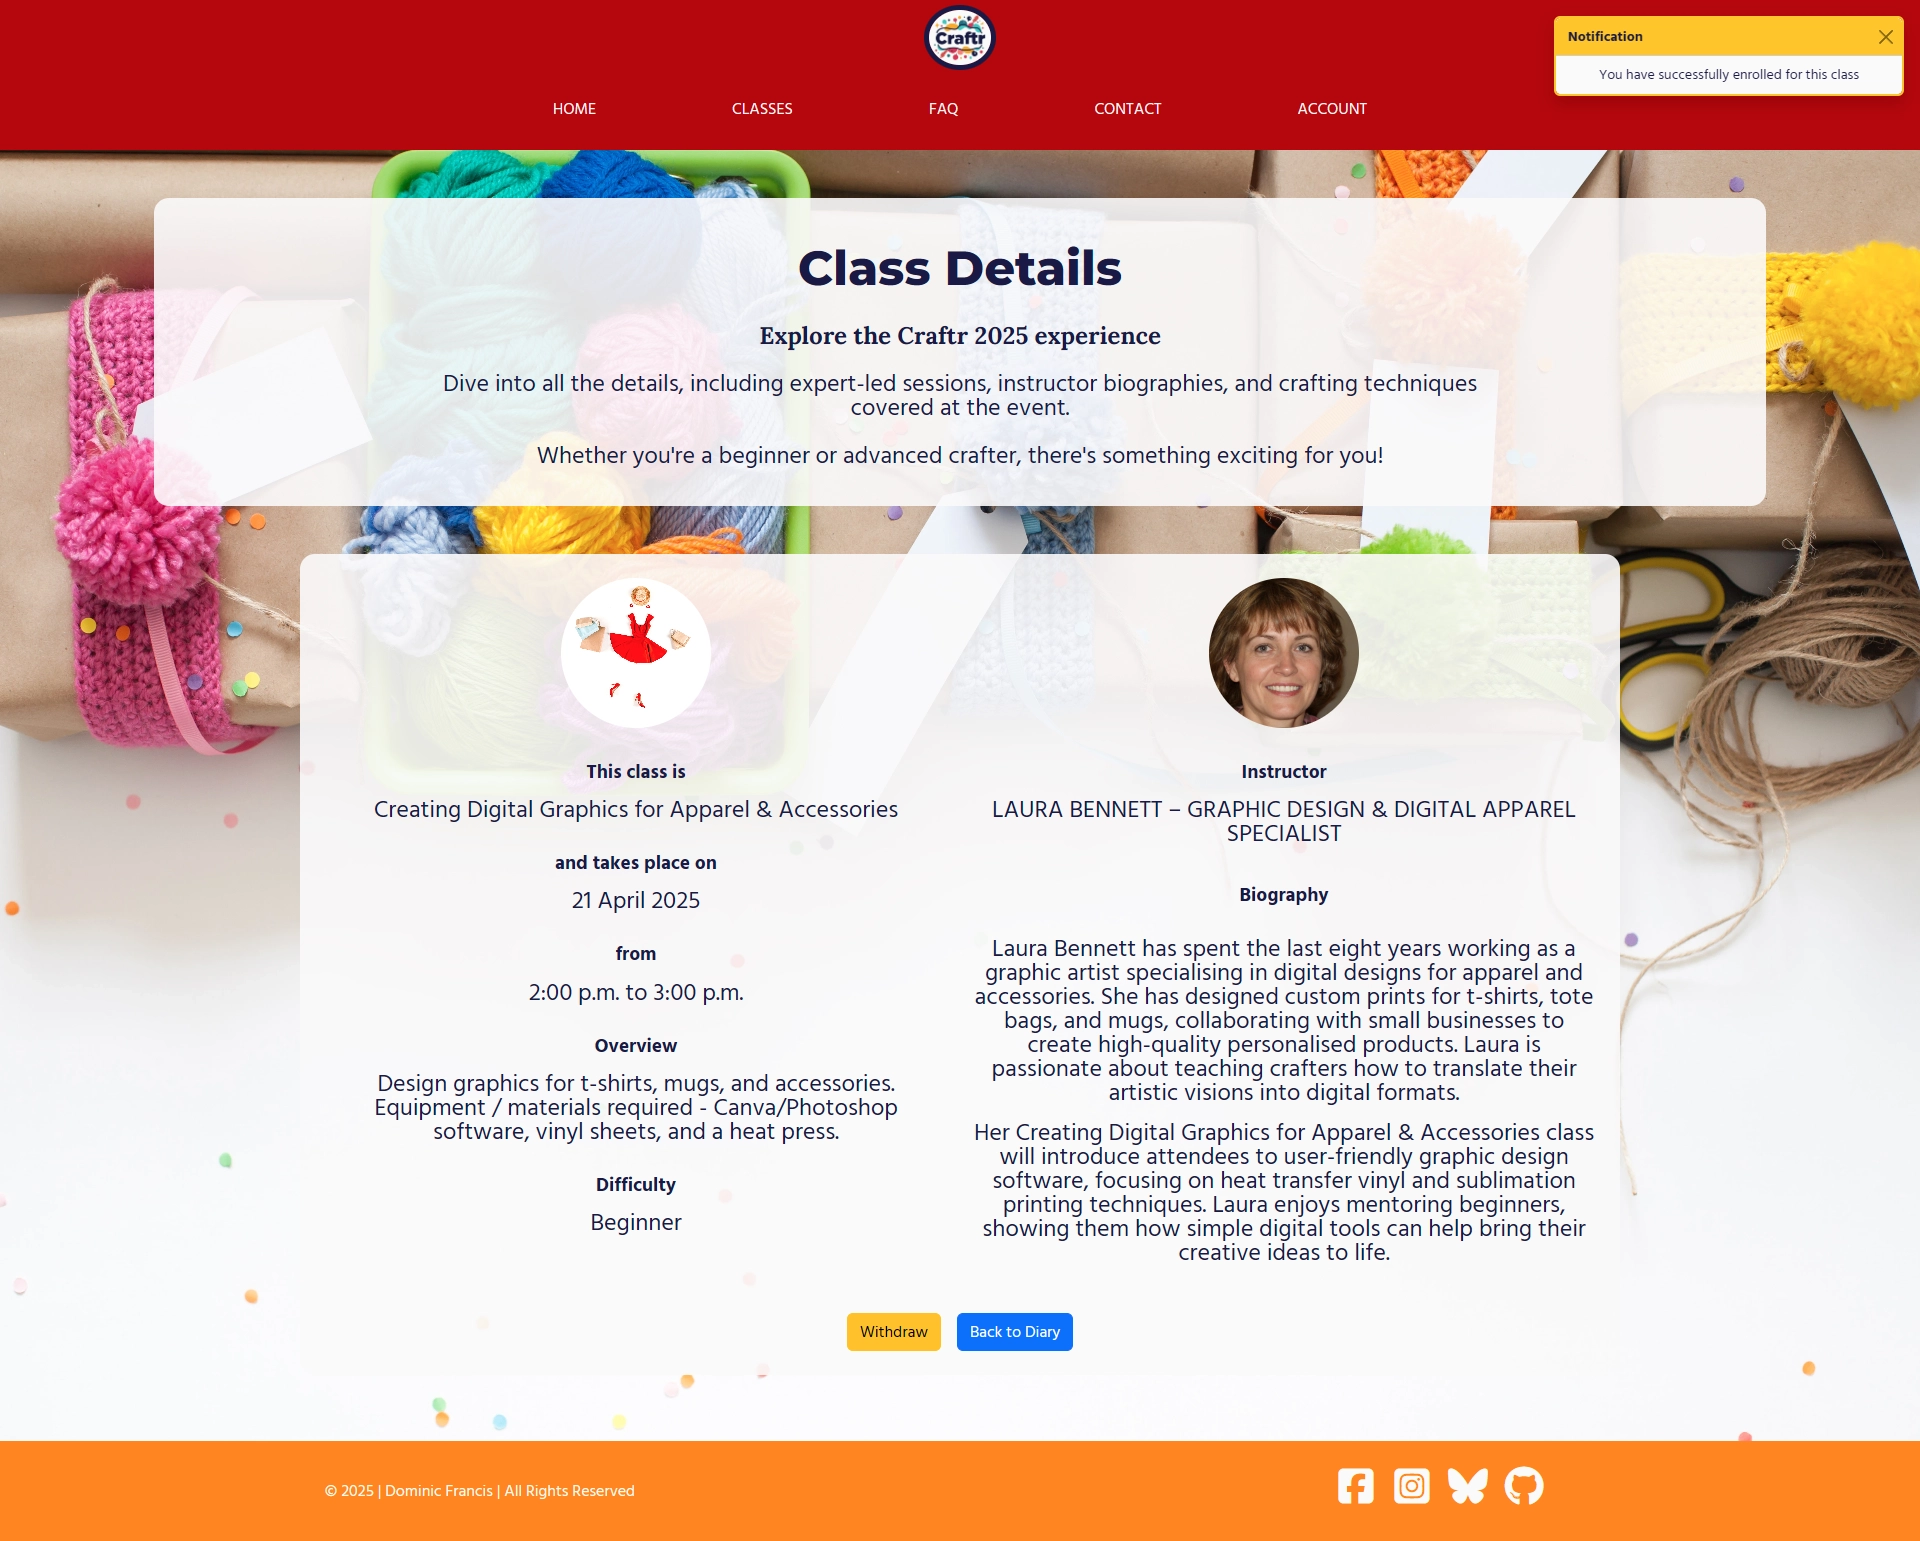 Craftr
Notification
You have successfully enrolled for this class
HOME
CLASSES
FAQ
CONTACT
ACCOUNT
Class Details
Explore the Craftr 2025 experience
Dive into all the details, including expert-led sessions, instructor biographies, and crafting techniques
covered at the event.
Whether you're a beginner or advanced crafter, there's something exciting for you!
This class is
Creating Digital Graphics for Apparel & Accessories
and takes place on
21 April 2025
from
2:00 p.m. to 3:00 p.m.
Overview
Design graphics for t-shirts, mugs, and accessories.
Equipment / materials required - Canva/Photoshop
software, vinyl sheets, and a heat press.
Difficulty
Beginner
Instructor
LAURA BENNETT – GRAPHIC DESIGN & DIGITAL APPAREL
SPECIALIST
Biography
Laura Bennett has spent the last eight years working as a
graphic artist specialising in digital designs for apparel and
accessories. She has designed custom prints for t-shirts, tote
bags, and mugs, collaborating with small businesses to
create high-quality personalised products. Laura is
passionate about teaching crafters how to translate their
artistic visions into digital formats.
Her Creating Digital Graphics for Apparel & Accessories class
will introduce attendees to user-friendly graphic design
software, focusing on heat transfer vinyl and sublimation
printing techniques. Laura enjoys mentoring beginners,
showing them how simple digital tools can help bring their
creative ideas to life.
Withdraw
Back to Diary
© 2025 | Dominic Francis | All Rights Reserved